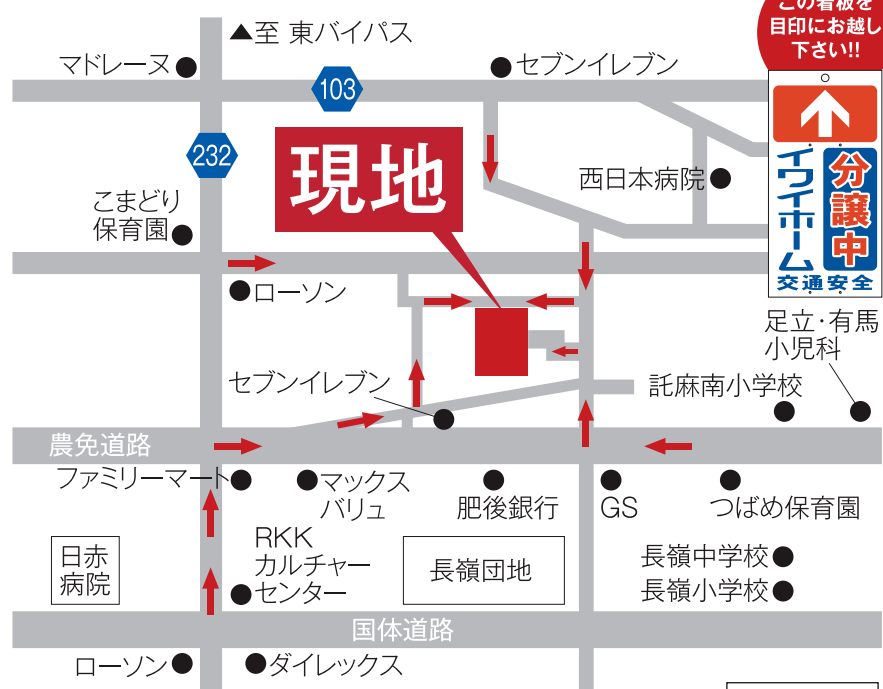 この看板を
目印にお越し
下さい!!
▲至 東バイパス
マドレーヌ
セブンイレブン
103
232
現地
西日本病院
イワイホーム
分譲中
交通安全
こまどり
保育園
ローソン
足立・有馬
小児科
セブンイレブン
託麻南小学校
農免道路
ファミリーマート
マックス
バリュ
肥後銀行
GS
つばめ保育園
RKK
カルチャー
センター
日赤
病院
長嶺団地
長嶺中学校
長嶺小学校
国体道路
ローソン
ダイレックス